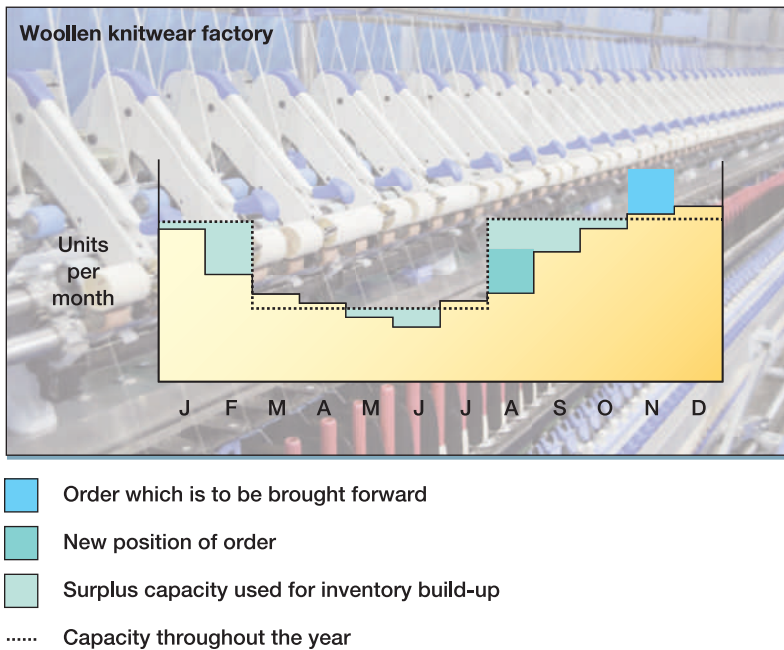 Woollen knitwear factory
Units
per
month
J F M A M J J A S O N D
Order which is to be brought forward
New position of order
Surplus capacity used for inventory build-up
Capacity throughout the year